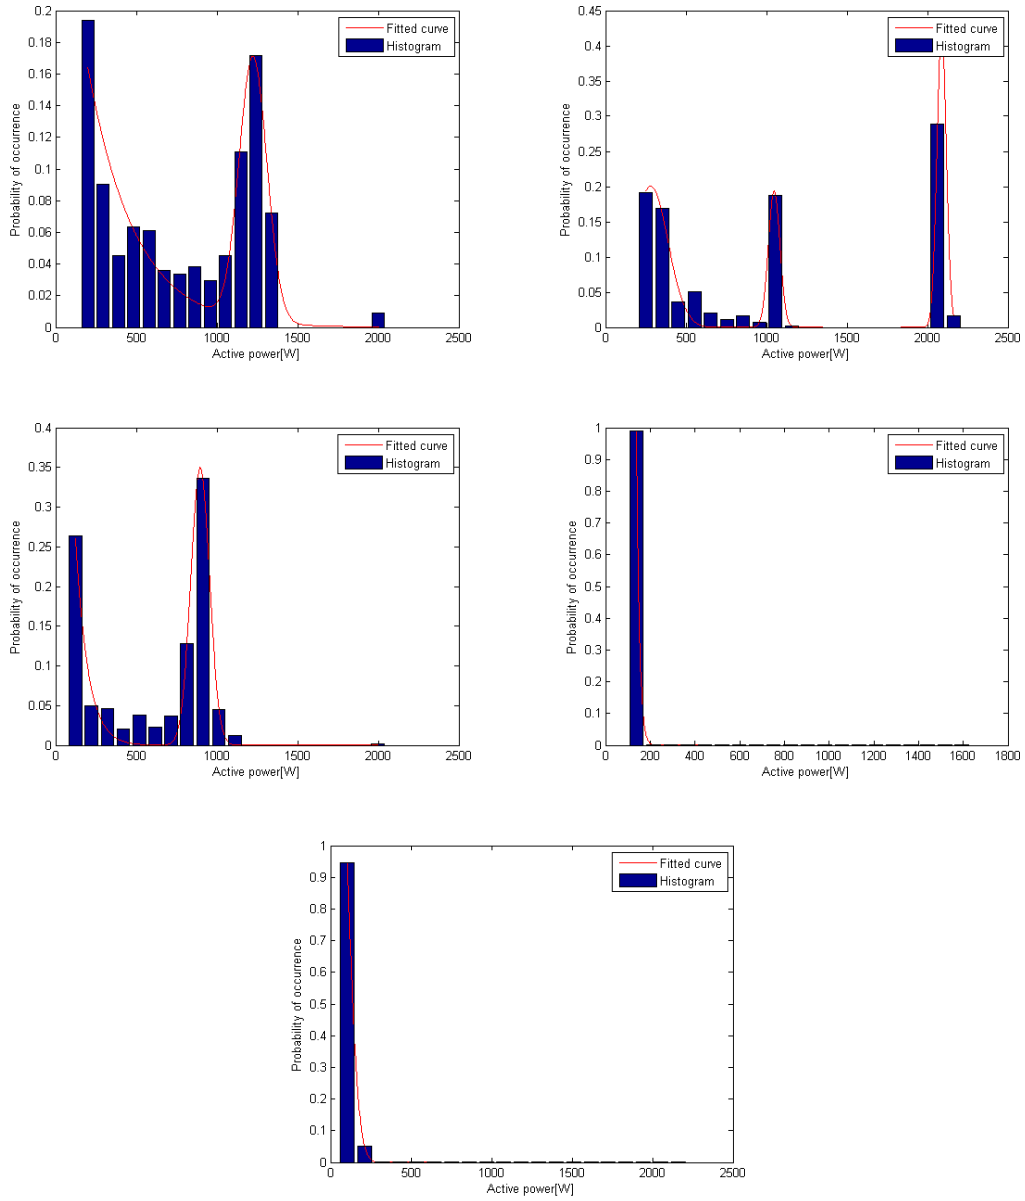 0.2
0.18
0.16
0.14
0.12
0.1
0.08
0.06
0.04
0.02
0
0 500 1000 1500 2000 2500
Probability of occurrence
Active power[W]
Fitted curve
Histogram
0.45
0.4
0.35
0.3
0.25
0.2
0.15
0.1
0.05
0
0 500 1000 1500 2000 2500
Probability of occurrence
Active power[W]
Fitted curve
Histogram
0.4
0.35
0.3
0.25
0.2
0.15
0.1
0.05
0
0 500 1000 1500 2000 2500
Probability of occurrence
Active power[W]
Fitted curve
Histogram
1
0.9
0.8
0.7
0.6
0.5
0.4
0.3
0.2
0.1
0
0 200 400 600 800 1000 1200 1400 1600 1800
Probability of occurrence
Active power[W]
Fitted curve
Histogram
1
0.9
0.8
0.7
0.6
0.5
0.4
0.3
0.2
0.1
0
0 500 1000 1500 2000 2500
Probability of occurrence
Active power[W]
Fitted curve
Histogram